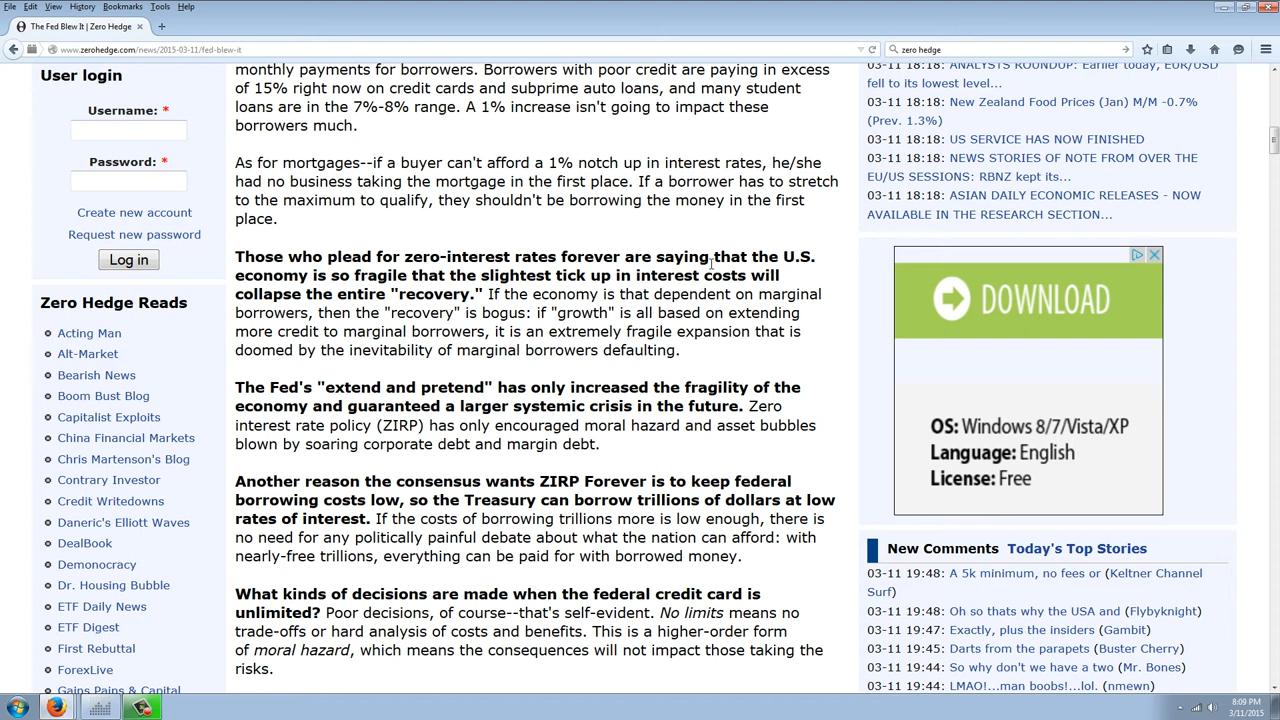 File Edit View History Bookmarks Tools Help
The Fed Blew It | Zero Hedge
www.zerohedge.com/news/2015-03-11/fed-blew-it
zero hedge
User login
Username: *
Password: *
Create new account
Request new password
Log in
Zero Hedge Reads
Acting Man
Alt-Market
Bearish News
Boom Bust Blog
Capitalist Exploits
China Financial Markets
Chris Martenson's Blog
Contrary Investor
Credit Writedowns
Daneric's Elliott Waves
DealBook
Demonocracy
Dr. Housing Bubble
ETF Daily News
ETF Digest
First Rebuttal
ForexLive
Gains Pains & Capital
monthly payments for borrowers. Borrowers with poor credit are paying in excess
of 15% right now on credit cards and subprime auto loans, and many student
loans are in the 7%-8% range. A 1% increase isn't going to impact these
borrowers much.
As for mortgages--if a buyer can't afford a 1% notch up in interest rates, he/she
had no business taking the mortgage in the first place. If a borrower has to stretch
to the maximum to qualify, they shouldn't be borrowing the money in the first
place.
Those who plead for zero-interest rates forever are saying that the U.S.
economy is so fragile that the slightest tick up in interest costs will
collapse the entire "recovery." If the economy is that dependent on marginal
borrowers, then the "recovery" is bogus: if "growth" is all based on extending
more credit to marginal borrowers, it is an extremely fragile expansion that is
doomed by the inevitability of marginal borrowers defaulting.
The Fed's "extend and pretend" has only increased the fragility of the
economy and guaranteed a larger systemic crisis in the future. Zero
interest rate policy (ZIRP) has only encouraged moral hazard and asset bubbles
blown by soaring corporate debt and margin debt.
Another reason the consensus wants ZIRP Forever is to keep federal
borrowing costs low, so the Treasury can borrow trillions of dollars at low
rates of interest. If the costs of borrowing trillions more is low enough, there is
no need for any politically painful debate about what the nation can afford: with
nearly-free trillions, everything can be paid for with borrowed money.
What kinds of decisions are made when the federal credit card is
unlimited? Poor decisions, of course--that's self-evident. No limits means no
trade-offs or hard analysis of costs and benefits. This is a higher-order form
of moral hazard, which means the consequences will not impact those taking the
risks.
03-11 18:18: ANALYSTS ROUNDUP: Earlier today, EUR/USD
fell to its lowest level...
03-11 18:18: New Zealand Food Prices (Jan) M/M -0.7%
(Prev. 1.3%)
03-11 18:18: US SERVICE HAS NOW FINISHED
03-11 18:18: NEWS STORIES OF NOTE FROM OVER THE
EU/US SESSIONS: RBNZ kept its...
03-11 18:18: ASIAN DAILY ECONOMIC RELEASES - NOW
AVAILABLE IN THE RESEARCH SECTION...
DOWNLOAD
OS: Windows 8/7/Vista/XP
Language: English
License: Free
New Comments Today's Top Stories
03-11 19:48: A 5k minimum, no fees or (Keltner Channel
Surf)
03-11 19:48: Oh so thats why the USA and (Flybyknight)
03-11 19:47: Exactly, plus the insiders (Gambit)
03-11 19:45: Darts from the parapets (Buster Cherry)
03-11 19:44: So why don't we have a two (Mr. Bones)
03-11 19:44: LMAO!...man boobs!...lol. (nmewn)
8:09 PM
3/11/2015